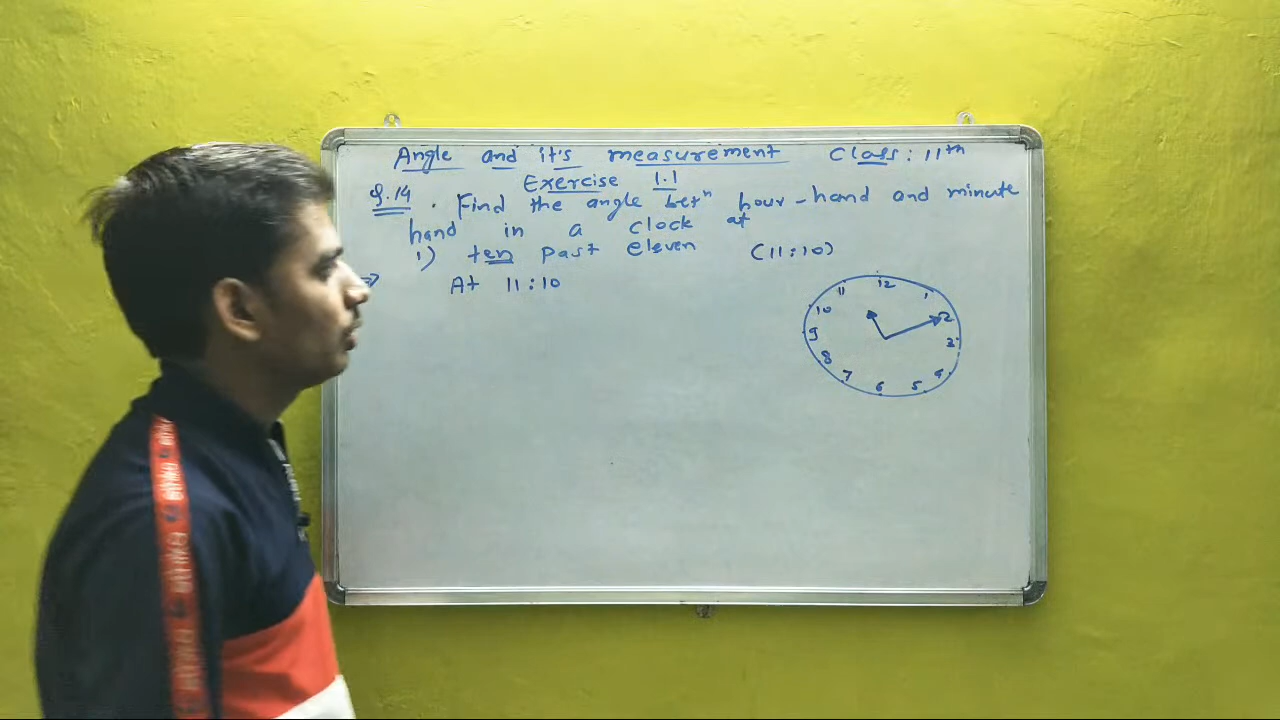 Angle and it's measurement Class: 11th
Exercise 1.1
Q.14. Find the angle betⁿ hour-hand and minute
hand in a clock at
1) ten past eleven (11:10)
⇒ At 11:10
12
11 1
10 2
9 3
8 4
7 5
6